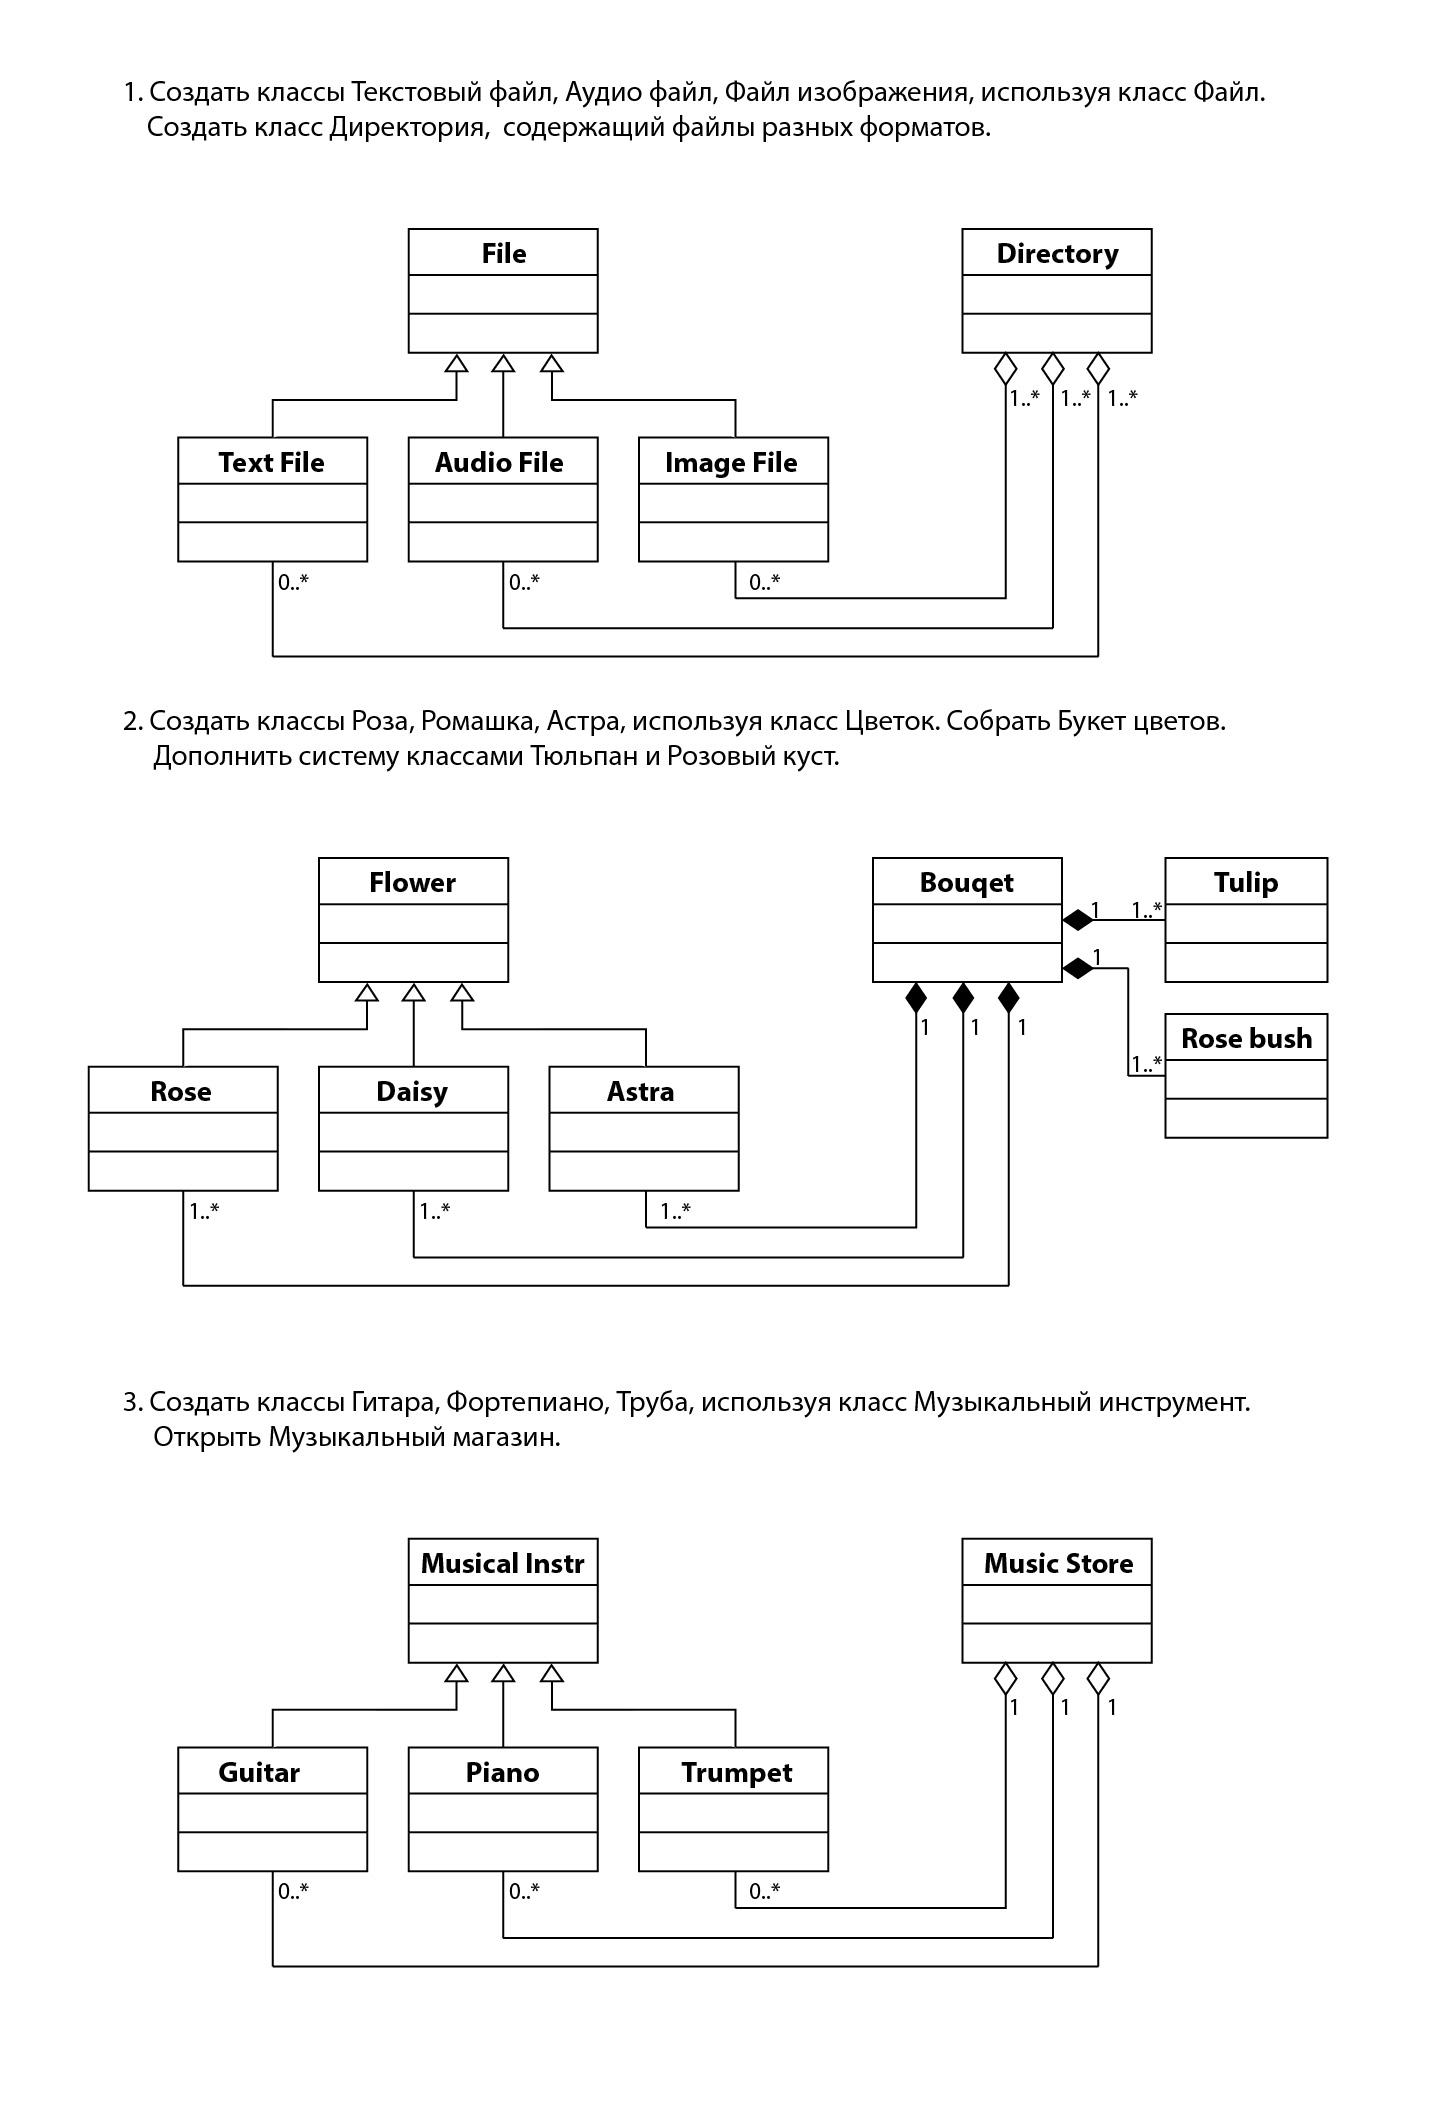 1. Создать классы Текстовый файл, Аудио файл, Файл изображения, используя класс Файл.
Создать класс Директория, содержащий файлы разных форматов.
File
Directory
1..*
1..*
1..*
Text File
Audio File
Image File
0..*
0..*
0..*
2. Создать классы Роза, Ромашка, Астра, используя класс Цветок. Собрать Букет цветов.
Дополнить систему классами Тюльпан и Розовый куст.
Flower
Bouqet
Tulip
1
1..*
1
1
1
1
Rose bush
1..*
Rose
Daisy
Astra
1..*
1..*
1..*
3. Создать классы Гитара, Фортепиано, Труба, используя класс Музыкальный инструмент.
Открыть Музыкальный магазин.
Musical Instr
Music Store
1
1
1
Guitar
Piano
Trumpet
0..*
0..*
0..*